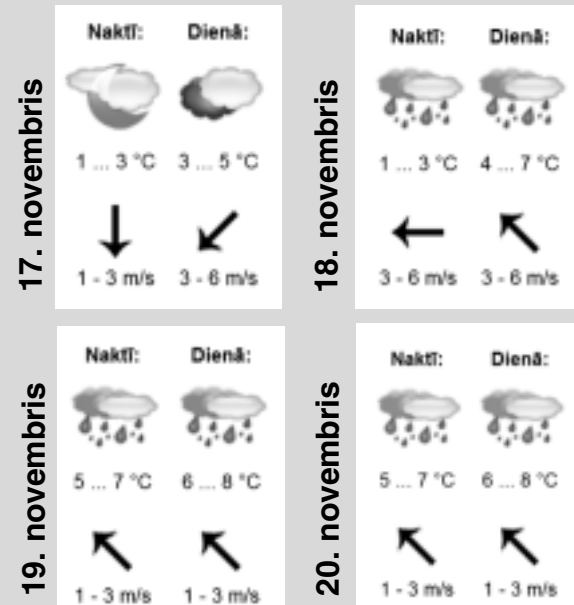 17. novembris
Naktī: Dienā:
1 ... 3 °C 3 ... 5 °C
1 - 3 m/s 3 - 6 m/s
18. novembris
Naktī: Dienā:
1 ... 3 °C 4 ... 7 °C
3 - 6 m/s 3 - 6 m/s
19. novembris
Naktī: Dienā:
5 ... 7 °C 6 ... 8 °C
1 - 3 m/s 1 - 3 m/s
20. novembris
Naktī: Dienā:
5 ... 7 °C 6 ... 8 °C
1 - 3 m/s 1 - 3 m/s